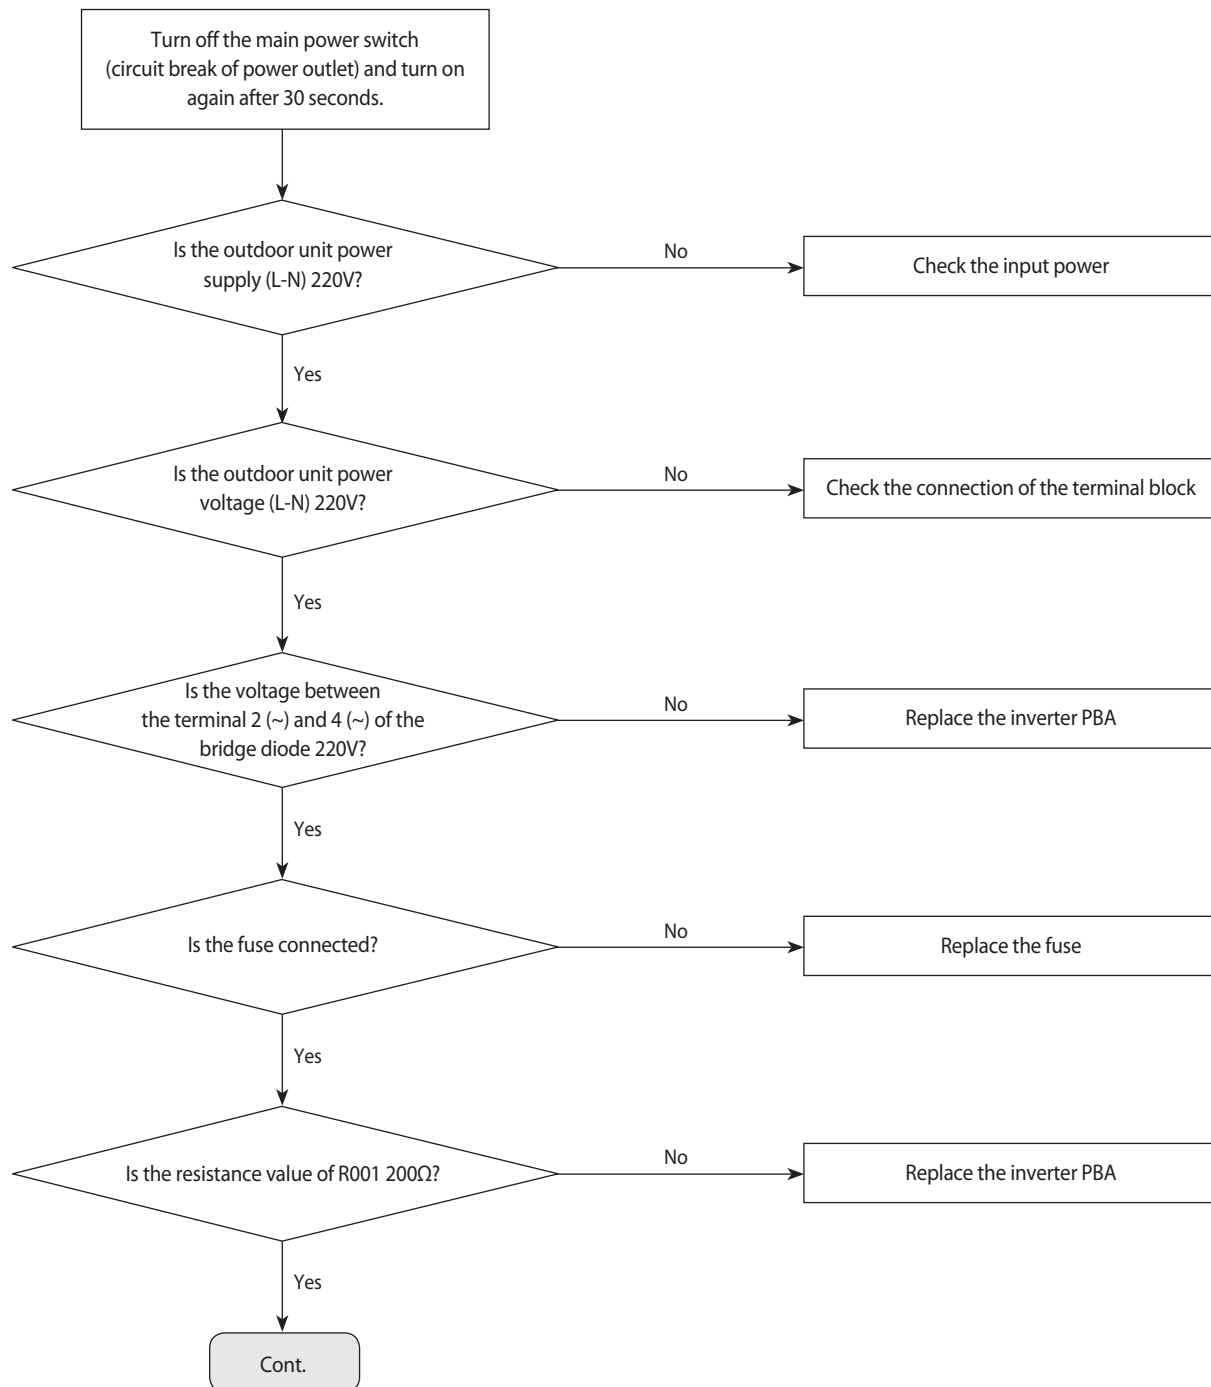 Turn off the main power switch
(circuit break of power outlet) and turn on
again after 30 seconds.
Is the outdoor unit power
supply (L-N) 220V?
No
Check the input power
Yes
Is the outdoor unit power
voltage (L-N) 220V?
No
Check the connection of the terminal block
Yes
Is the voltage between
the terminal 2 (~) and 4 (~) of the
bridge diode 220V?
No
Replace the inverter PBA
Yes
Is the fuse connected?
No
Replace the fuse
Yes
Is the resistance value of R001 200Ω?
No
Replace the inverter PBA
Yes
Cont.